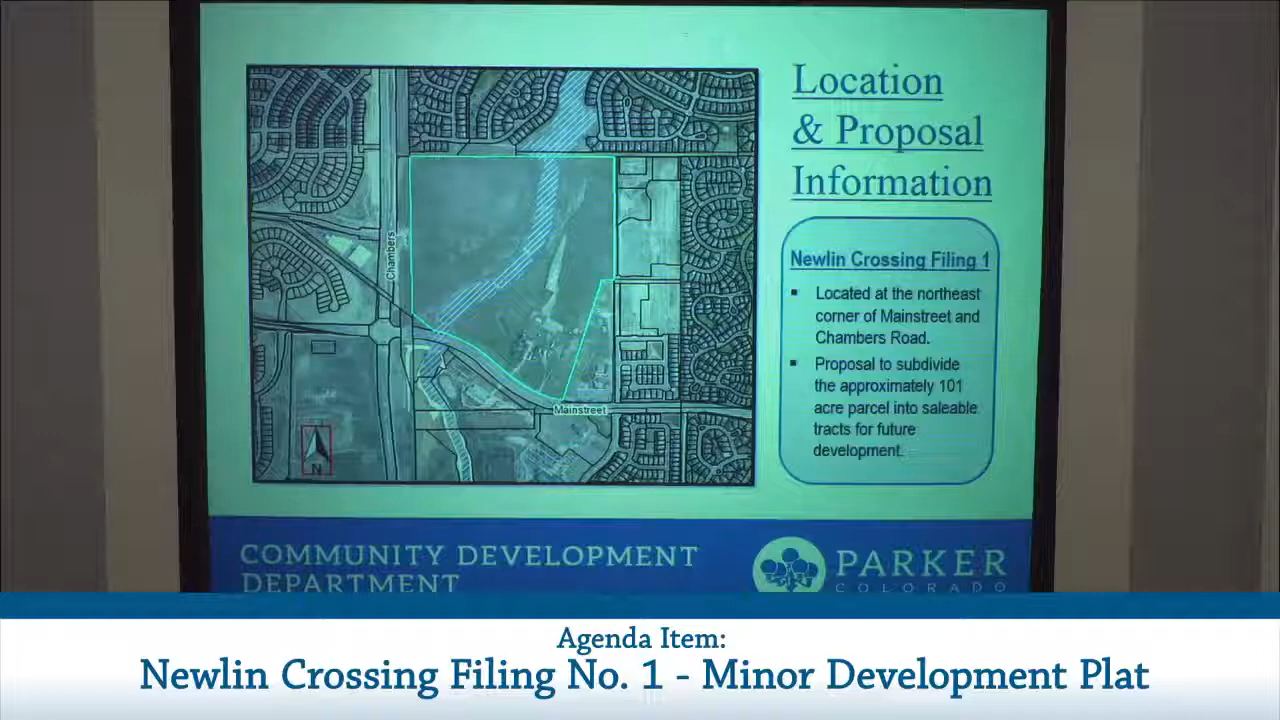 Location
& Proposal
Information
Chambers
Mainstreet
N
Newlin Crossing Filing 1
▪ Located at the northeast
corner of Mainstreet and
Chambers Road.
▪ Proposal to subdivide
the approximately 101
acre parcel into saleable
tracts for future
development.
COMMUNITY DEVELOPMENT
DEPARTMENT
PARKER
COLORADO
Agenda Item:
Newlin Crossing Filing No. 1 - Minor Development Plat